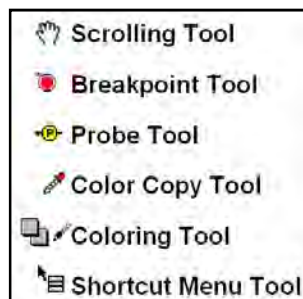 Scrolling Tool
Breakpoint Tool
P Probe Tool
Color Copy Tool
Coloring Tool
Shortcut Menu Tool